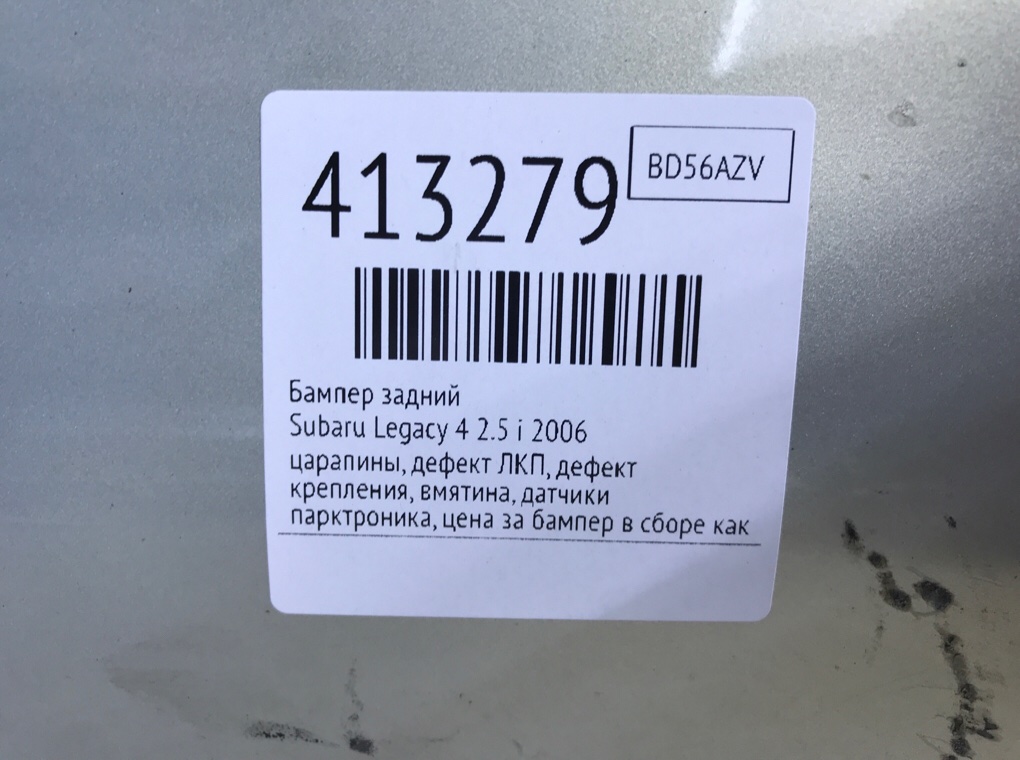 413279
BD56AZV
Бампер задний
Subaru Legacy 4 2.5 i 2006
царапины, дефект ЛКП, дефект
крепления, вмятина, датчики
парктроника, цена за бампер в сборе как